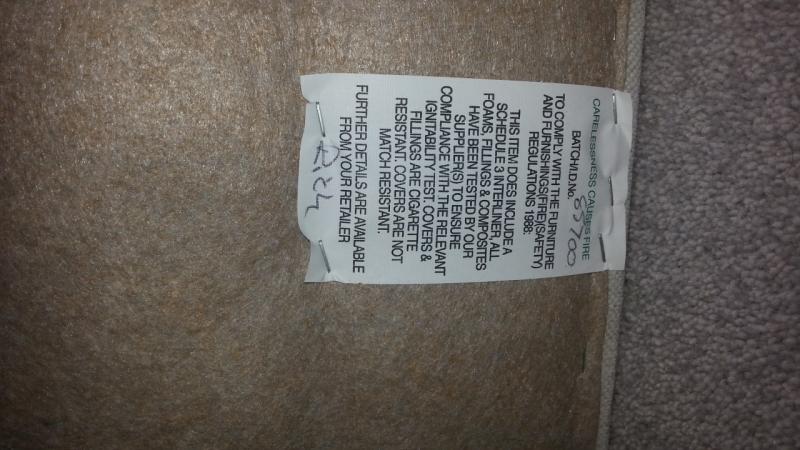 CARELESSNESS CAUSES FIRE
BATCH/I.D.No. 65700
TO COMPLY WITH THE FURNITURE
AND FURNISHINGS(FIRE)(SAFETY)
REGULATIONS 1988:
THIS ITEM DOES INCLUDE A
SCHEDULE 3 INTERLINER, ALL
FOAMS, FILLINGS & COMPOSITES
HAVE BEEN TESTED BY OUR
SUPPLIER(S) TO ENSURE
COMPLIANCE WITH THE RELEVANT
IGNITABILITY TEST. COVERS &
FILLINGS ARE CIGARETTE
RESISTANT. COVERS ARE NOT
MATCH RESISTANT.
FURTHER DETAILS ARE AVAILABLE
FROM YOUR RETAILER
Rich